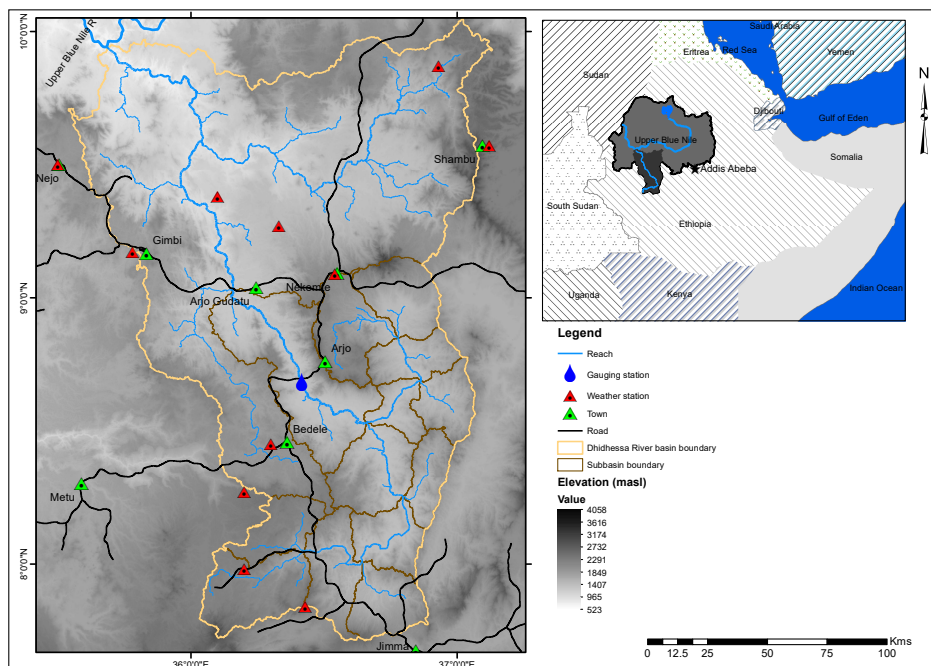 10°0'0"N
9°0'0"N
8°0'0"N
36°0'0"E
37°0'0"E
Upper Blue Nile R
Shambu
Nejo
Gimbi
Nekemte
Arjo Gudatu
Arjo
Bedele
Metu
Jimma
Saudi Arabia
Eritrea
Red Sea
Yemen
Sudan
Djibouti
Gulf of Eden
Upper Blue Nile
Somalia
Addis Abeba
South Sudan
Ethiopia
Indian Ocean
Uganda
Kenya
N
Legend
Reach
Gauging station
Weather station
Town
Road
Dhidhessa River basin boundary
Subbasin boundary
Elevation (masl)
Value
4058
3616
3174
2732
2291
1849
1407
965
523
Kms
0 12.5 25 50 75 100